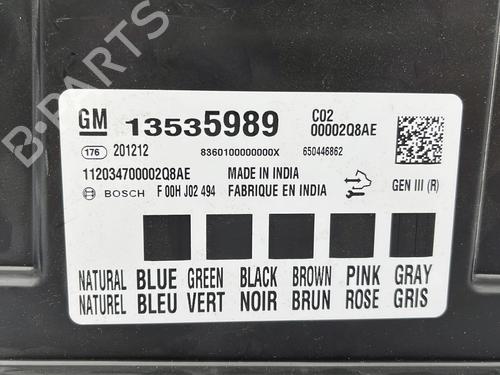 B-PARTS
GM 13535989 C02
00002Q8AE
176 201212 8360100000000X 650446862
112034700002Q8AE MADE IN INDIA
BOSCH F 00H J02 494 FABRIQUE EN INDIA GEN III (R)
NATURAL BLUE GREEN BLACK BROWN PINK GRAY
NATUREL BLEU VERT NOIR BRUN ROSE GRIS